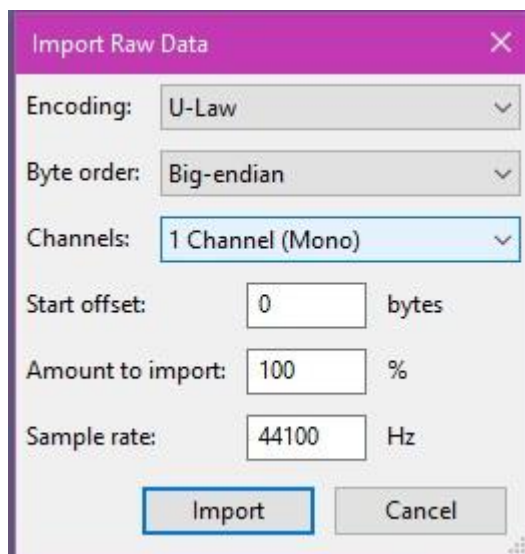 Import Raw Data
Encoding: U-Law
Byte order: Big-endian
Channels: 1 Channel (Mono)
Start offset: 0 bytes
Amount to import: 100 %
Sample rate: 44100 Hz
Import Cancel